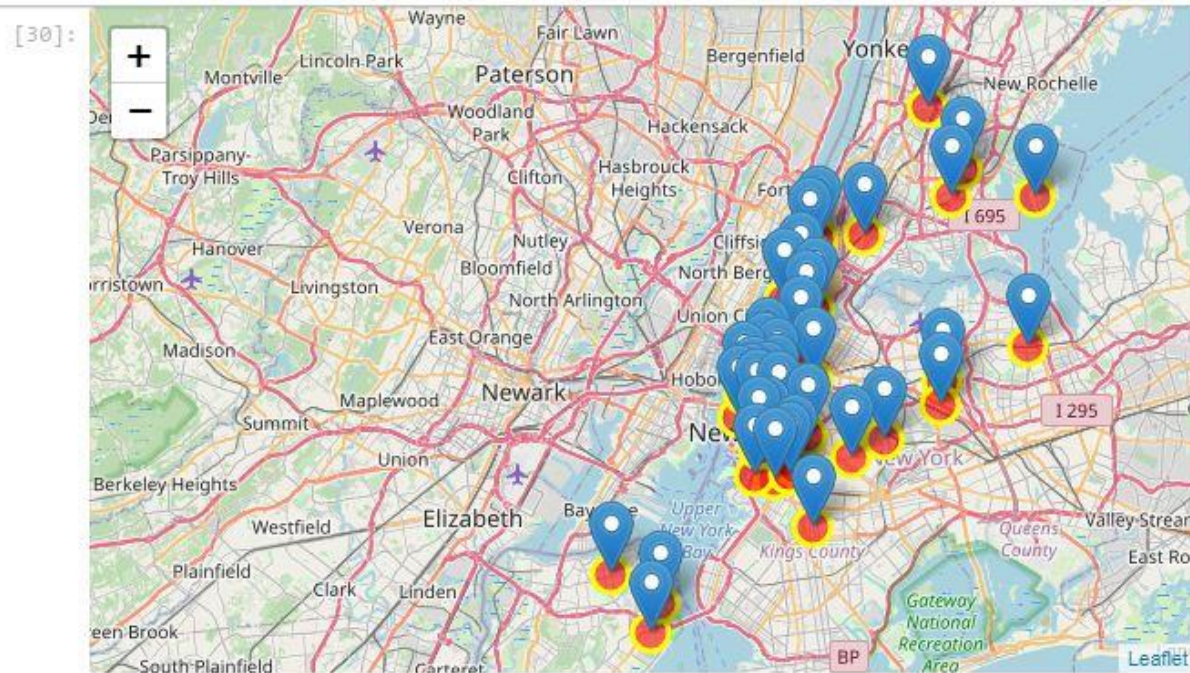 [30]:
+
−
Wayne
Fair Lawn
Lincoln Park
Montville
Paterson
Bergenfield
Yonke
New Rochelle
Woodland
Park
Hackensack
Parsippany-
Troy Hills
Clifton
Hasbrouck
Heights
Fort
I 695
Verona
Nutley
Cliffsi
Hanover
Bloomfield
North Berg
rristown
Livingston
North Arlington
Union Ci
East Orange
Madison
Newark
Hobo
Maplewood
I 295
Summit
New
New York
Union
Berkeley Heights
Elizabeth
Bay
ne
Upper
New York
Bay
Westfield
Kings County
Queens
County
Valley Strear
East Ro
Plainfield
Clark
Linden
Gateway
National
Recreation
Area
een Brook
BP
South Plainfield
Carteret
Leaflet